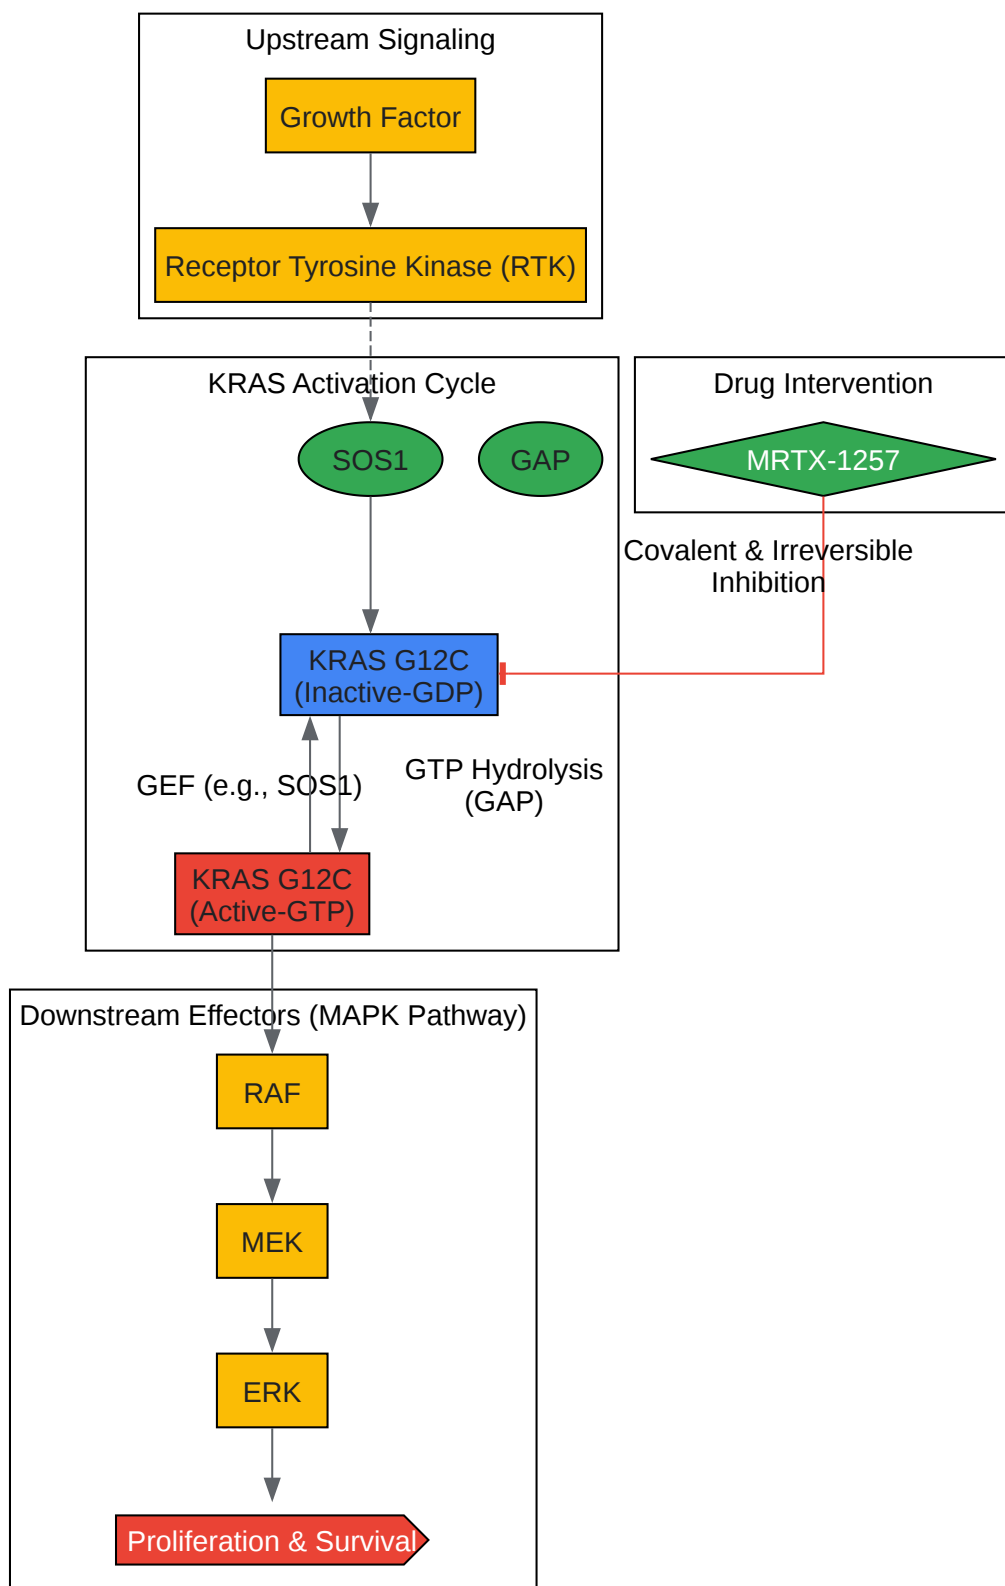 Upstream Signaling
Growth Factor
Receptor Tyrosine Kinase (RTK)
KRAS Activation Cycle
Drug Intervention
SOS1
GAP
MRTX-1257
Covalent & Irreversible
Inhibition
KRAS G12C
(Inactive-GDP)
GEF (e.g., SOS1)
GTP Hydrolysis
(GAP)
KRAS G12C
(Active-GTP)
Downstream Effectors (MAPK Pathway)
RAF
MEK
ERK
Proliferation & Survival